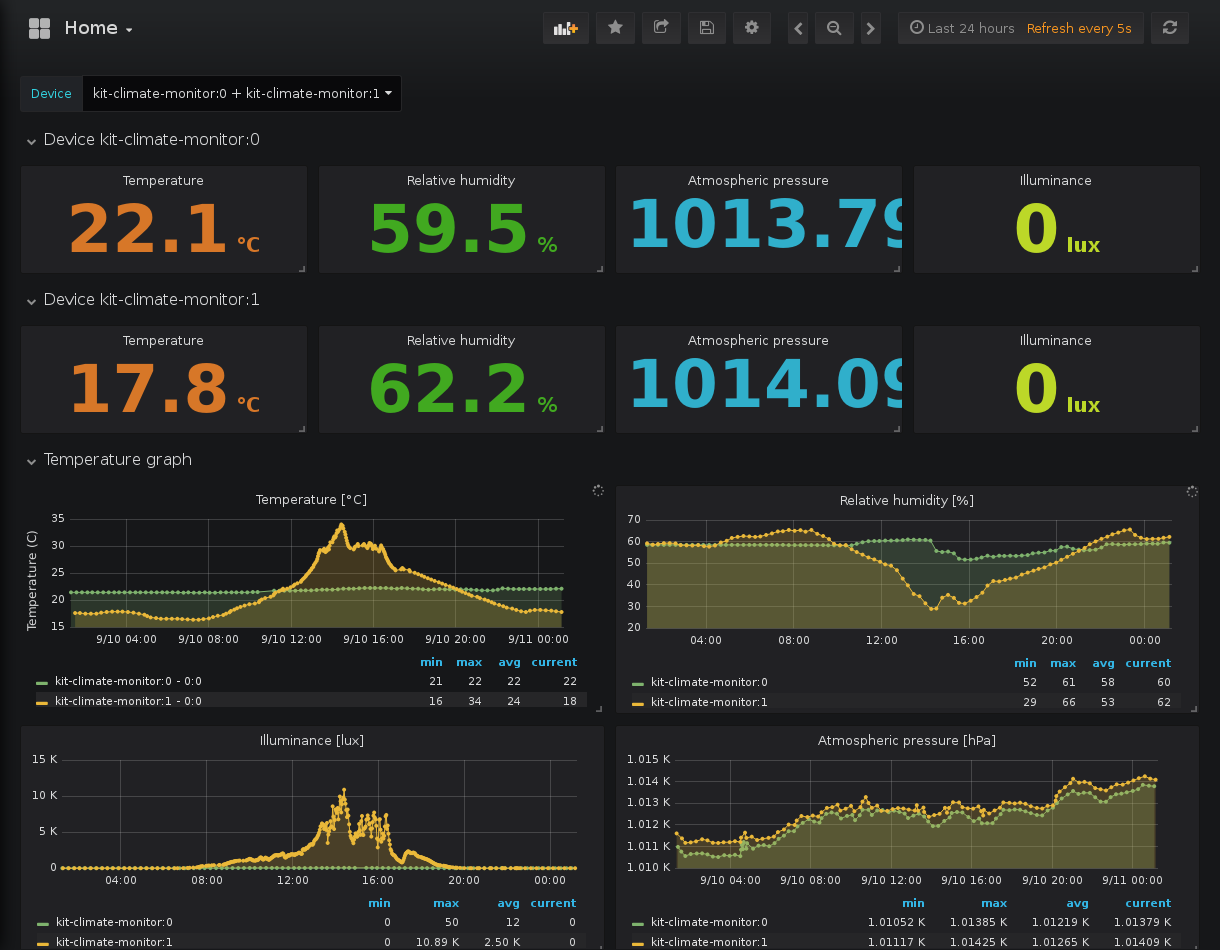 Home
Last 24 hours Refresh every 5s
Device kit-climate-monitor:0 + kit-climate-monitor:1
Device kit-climate-monitor:0
Temperature Relative humidity Atmospheric pressure Illuminance
22.1 °C 59.5 % 1013.79 0 lux
Device kit-climate-monitor:1
Temperature Relative humidity Atmospheric pressure Illuminance
17.8 °C 62.2 % 1014.09 0 lux
Temperature graph
Temperature [°C]
Temperature (C)
35
30
25
20
15
9/10 04:00 9/10 08:00 9/10 12:00 9/10 16:00 9/10 20:00 9/11 00:00
min max avg current
kit-climate-monitor:0 - 0:0 21 22 22 22
kit-climate-monitor:1 - 0:0 16 34 24 18
Relative humidity [%]
70
60
50
40
30
20
04:00 08:00 12:00 16:00 20:00 00:00
min max avg current
kit-climate-monitor:0 52 61 58 60
kit-climate-monitor:1 29 66 53 62
Illuminance [lux]
15 K
10 K
5 K
0
04:00 08:00 12:00 16:00 20:00 00:00
min max avg current
kit-climate-monitor:0 0 50 12 0
kit-climate-monitor:1 0 10.89 K 2.50 K 0
Atmospheric pressure [hPa]
1.015 K
1.014 K
1.013 K
1.012 K
1.011 K
1.010 K
9/10 04:00 9/10 08:00 9/10 12:00 9/10 16:00 9/10 20:00 9/11 00:00
min max avg current
kit-climate-monitor:0 1.01052 K 1.01385 K 1.01219 K 1.01379 K
kit-climate-monitor:1 1.01117 K 1.01425 K 1.01265 K 1.01409 K